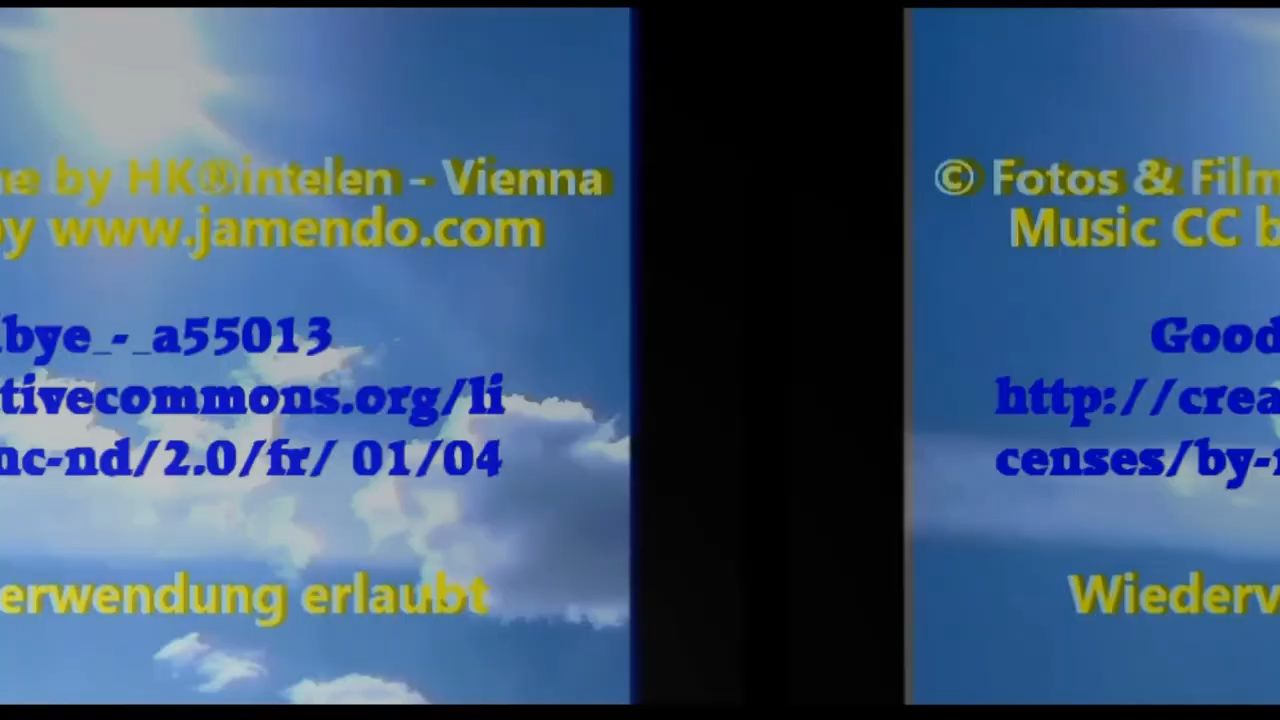 ne by HK®intelen - Vienna
by www.jamendo.com
bye_-_a55013
tivecommons.org/li
nc-nd/2.0/fr/ 01/04
erwendung erlaubt
© Fotos & Film
Music CC b
Good
http://crea
censes/by-n
Wiederv